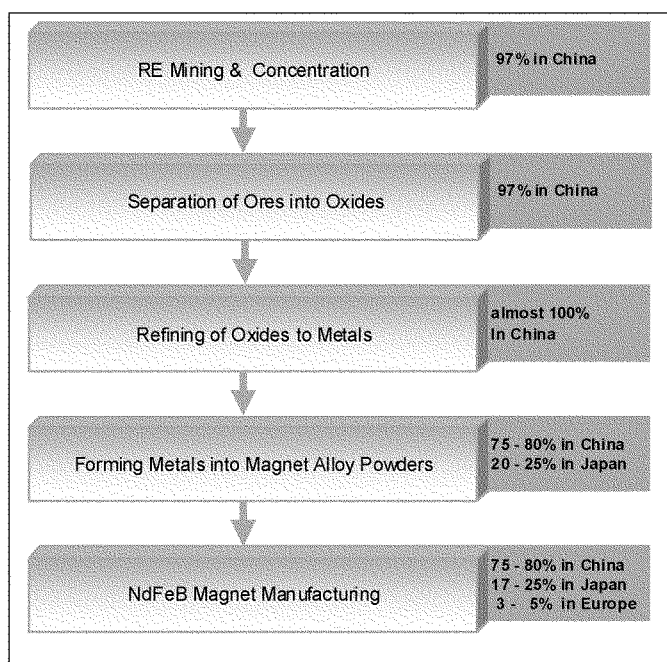 RE Mining & Concentration
97% in China
Separation of Ores into Oxides
97% in China
Refining of Oxides to Metals
almost 100%
In China
Forming Metals into Magnet Alloy Powders
75 - 80% in China
20 - 25% in Japan
NdFeB Magnet Manufacturing
75 - 80% in China
17 - 25% in Japan
3 - 5% in Europe